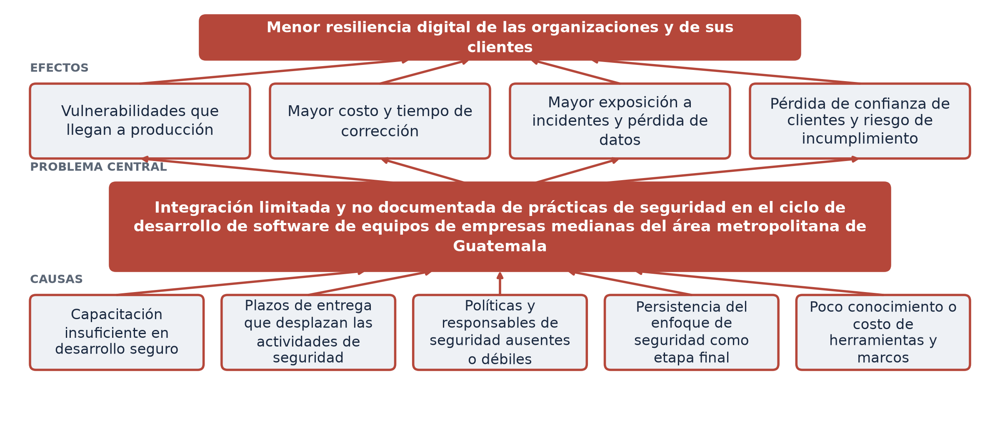 Menor resiliencia digital de las organizaciones y de sus
clientes
EFECTOS
Vulnerabilidades que
llegan a producción
Mayor costo y tiempo de
corrección
Mayor exposición a
incidentes y pérdida de
datos
Pérdida de confianza de
clientes y riesgo de
incumplimiento
PROBLEMA CENTRAL
Integración limitada y no documentada de prácticas de seguridad en el ciclo de
desarrollo de software de equipos de empresas medianas del área metropolitana de
Guatemala
CAUSAS
Capacitación
insuficiente en
desarrollo seguro
Plazos de entrega
que desplazan las
actividades de
seguridad
Políticas y
responsables de
seguridad ausentes
o débiles
Persistencia del
enfoque de
seguridad como
etapa final
Poco conocimiento o
costo de
herramientas y
marcos